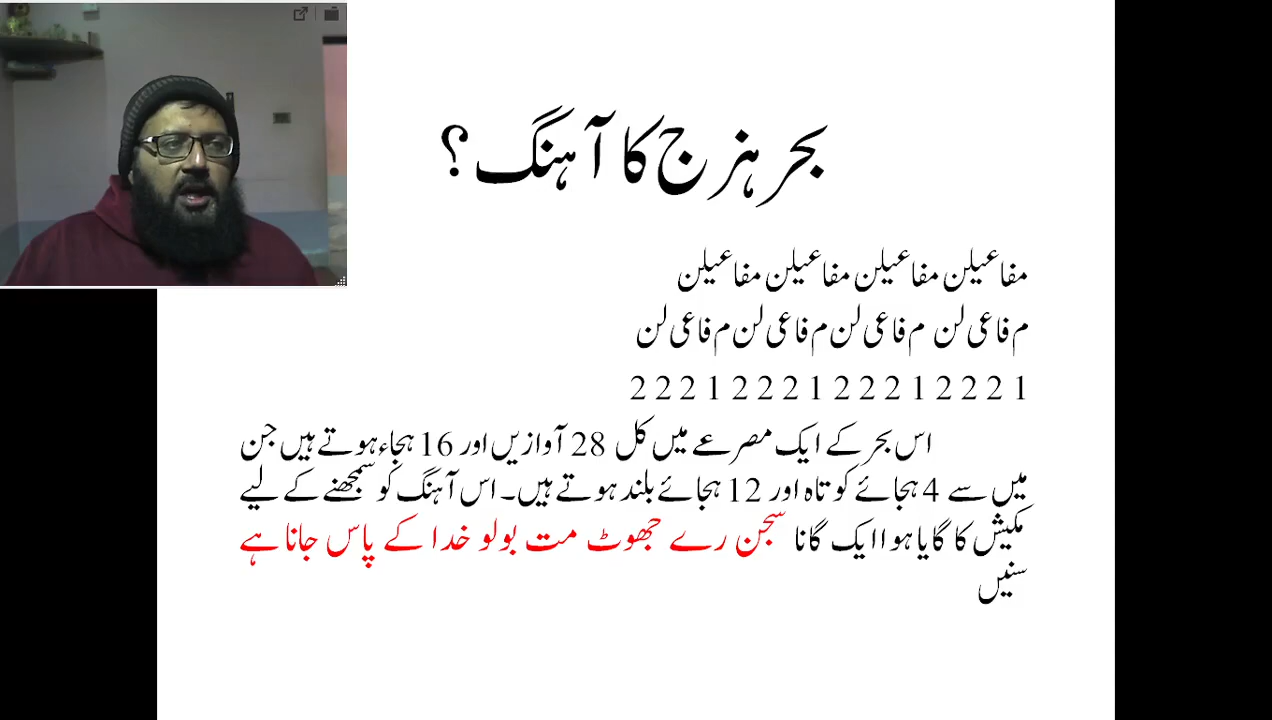 بحر ہزج کا آہنگ؟
مفاعیلن مفاعیلن مفاعیلن مفاعیلن
م فا عی لن م فا عی لن م فا عی لن م فا عی لن
1 2 2 2 1 2 2 2 1 2 2 2 1 2 2 2
اس بحر کے ایک مصرعے میں کل 28 آوازیں اور 16 ہجاء ہوتے ہیں جن
میں سے 4 ہجائے کوتاہ اور 12 ہجائے بلند ہوتے ہیں۔ اس آہنگ کو سمجھنے کے لیے
مکیش کا گایا ہوا ایک گانا سجن رے جھوٹ مت بولو خدا کے پاس جانا ہے
سنیں